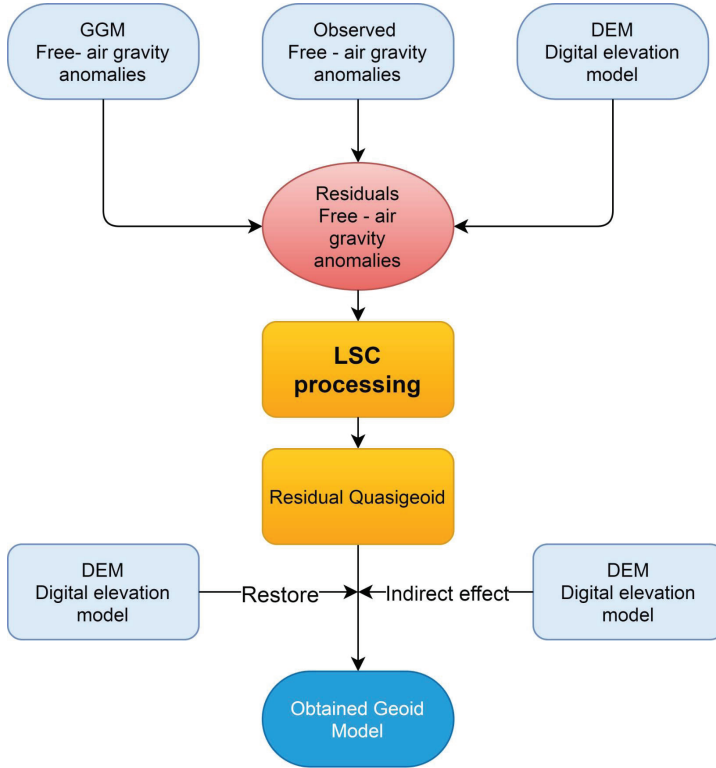 GGM
Free- air gravity
anomalies
Observed
Free - air gravity
anomalies
DEM
Digital elevation
model
Residuals
Free - air
gravity
anomalies
LSC
processing
Residual Quasigeoid
DEM
Digital elevation
model
Restore
Indirect effect
DEM
Digital elevation
model
Obtained Geoid
Model